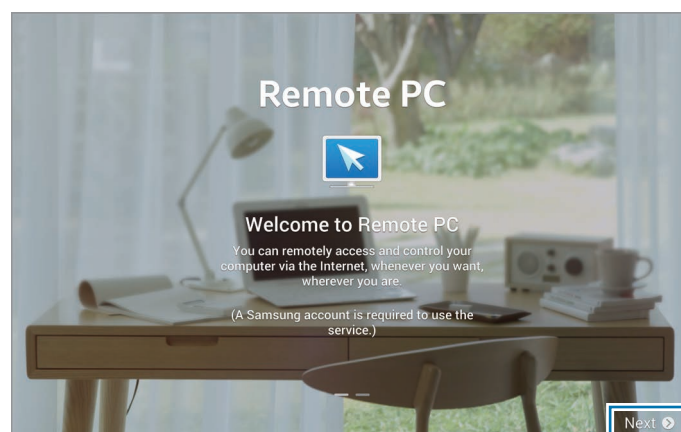 Remote PC
Welcome to Remote PC
You can remotely access and control your
computer via the Internet, whenever you want,
wherever you are.
(A Samsung account is required to use the
service.)
Next